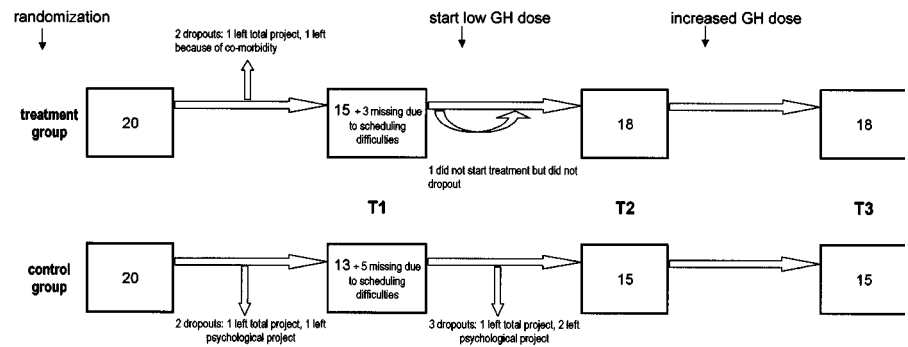 randomization
start low GH dose
increased GH dose
2 dropouts: 1 left total project, 1 left
because of co-morbidity
treatment
group
20
15 + 3 missing due
to scheduling
difficulties
18
18
1 did not start treatment but did not
dropout
T1
T2
T3
control
group
20
13 + 5 missing due
to scheduling
difficulties
15
15
2 dropouts: 1 left total project, 1 left
psychological project
3 dropouts: 1 left total project, 2 left
psychological project